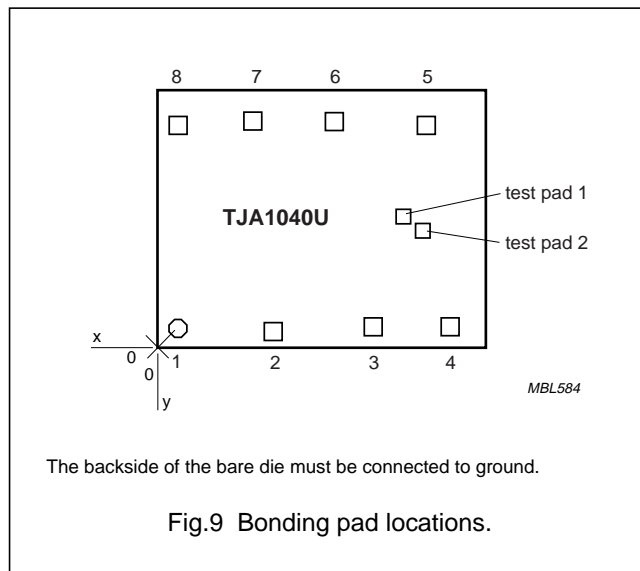 8 7 6 5
test pad 1
TJA1040U
test pad 2
x
0
0
1 2 3 4
y
MBL584
The backside of the bare die must be connected to ground.
Fig.9 Bonding pad locations.